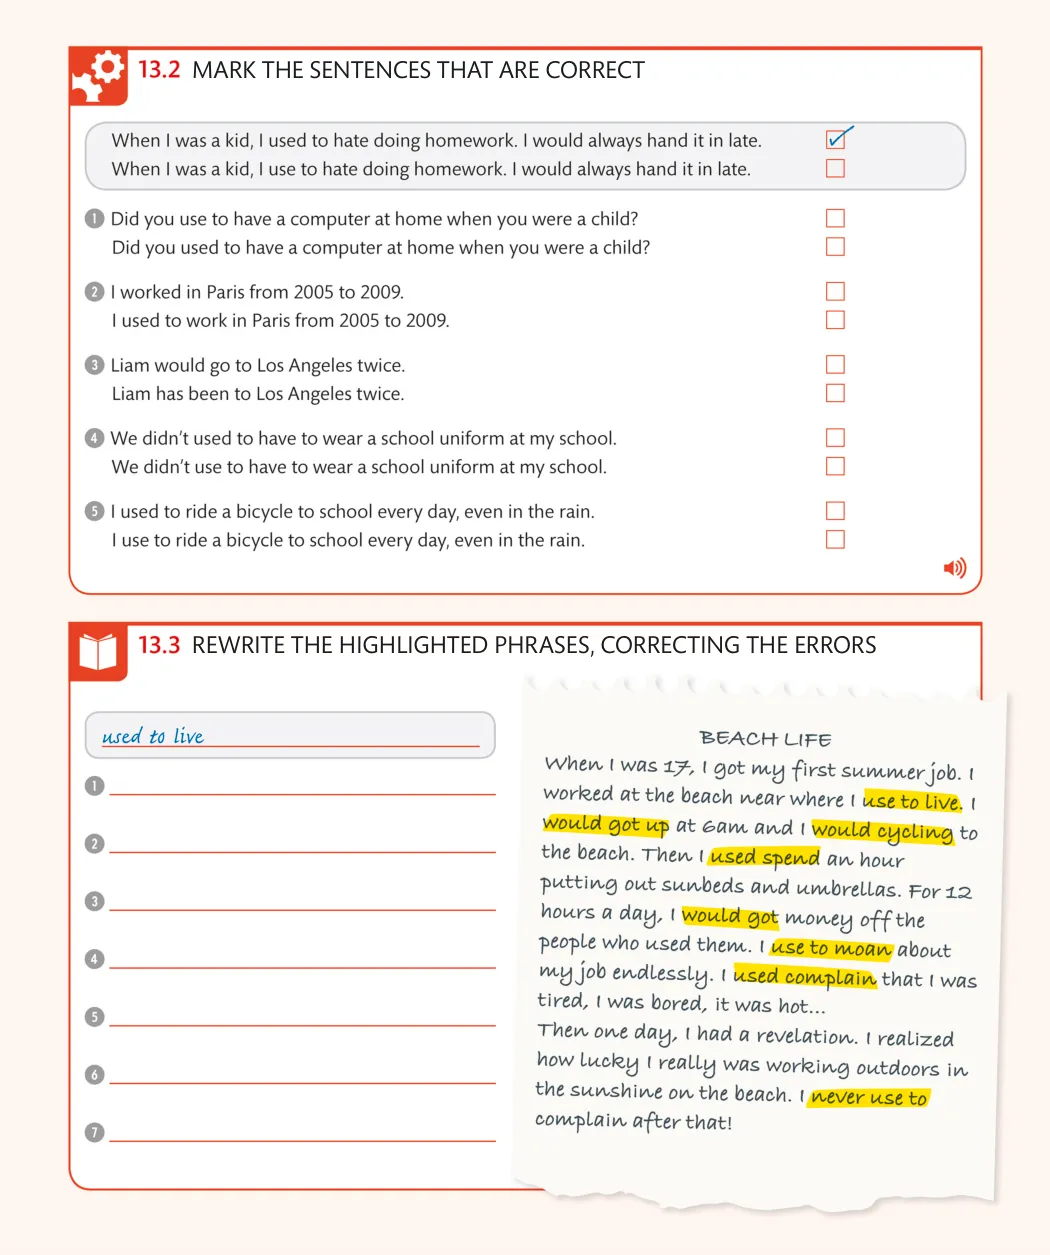 13.2 MARK THE SENTENCES THAT ARE CORRECT
When I was a kid, I used to hate doing homework. I would always hand it in late.
When I was a kid, I use to hate doing homework. I would always hand it in late.
1 Did you use to have a computer at home when you were a child?
Did you used to have a computer at home when you were a child?
2 I worked in Paris from 2005 to 2009.
I used to work in Paris from 2005 to 2009.
3 Liam would go to Los Angeles twice.
Liam has been to Los Angeles twice.
4 We didn't used to have to wear a school uniform at my school.
We didn't use to have to wear a school uniform at my school.
5 I used to ride a bicycle to school every day, even in the rain.
I use to ride a bicycle to school every day, even in the rain.
13.3 REWRITE THE HIGHLIGHTED PHRASES, CORRECTING THE ERRORS
used to live
1
2
3
4
5
6
7
BEACH LIFE
When I was 17, I got my first summer job. I
worked at the beach near where I use to live. I
would got up at 6am and I would cycling to
the beach. Then I used spend an hour
putting out sunbeds and umbrellas. For 12
hours a day, I would got money off the
people who used them. I use to moan about
my job endlessly. I used complain that I was
tired, I was bored, it was hot...
Then one day, I had a revelation. I realized
how lucky I really was working outdoors in
the sunshine on the beach. I never use to
complain after that!